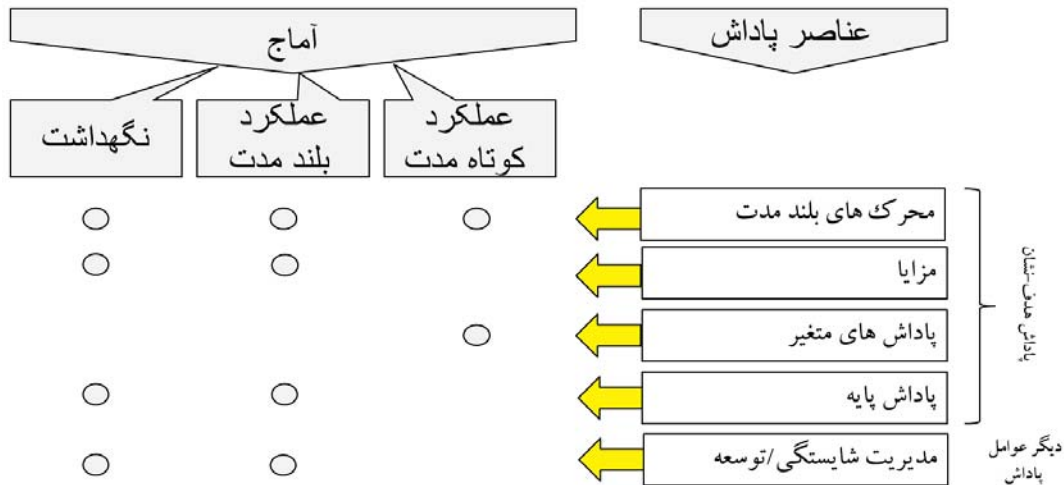 عناصر پاداش
آماج
عملکرد
کوتاه مدت
عملکرد
بلند مدت
نگهداشت
محرک های بلند مدت
مزایا
پاداش های متغیر
پاداش پایه
مدیریت شایستگی/توسعه
پاداش هدف-نشان
دیگر عوامل
پاداش